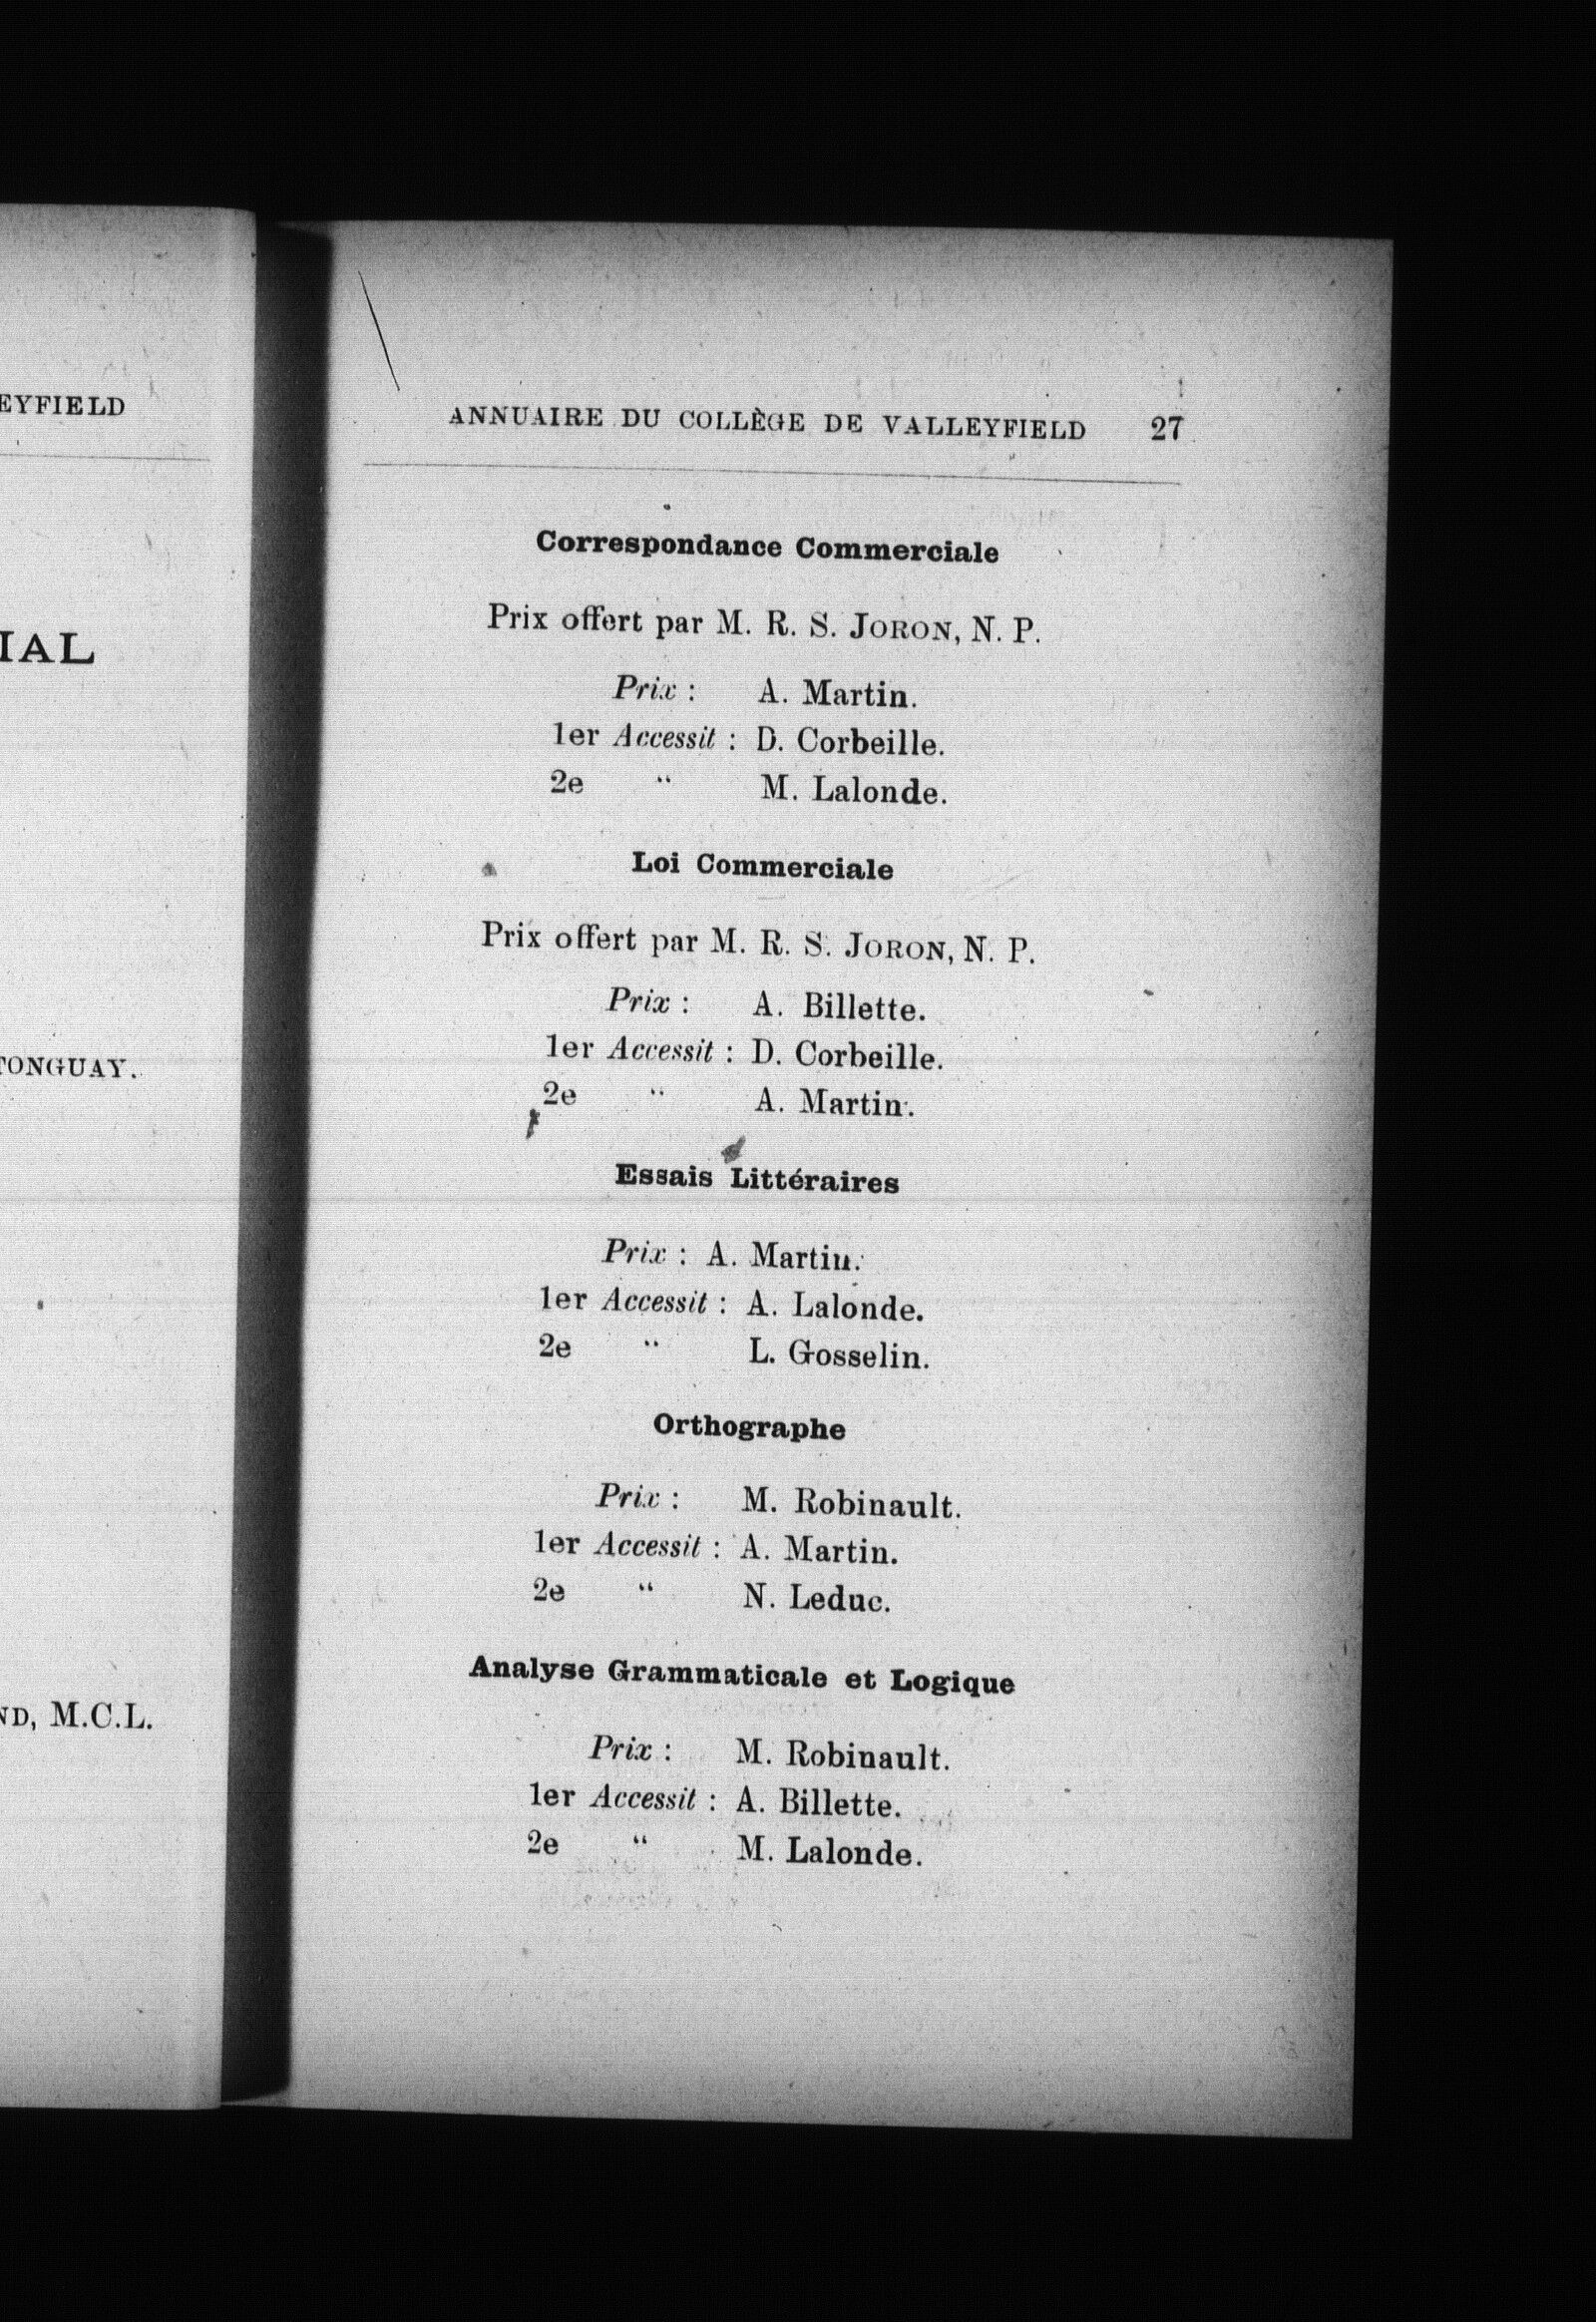 EYFIELD
IAL
TONGUAY.
ND, M.C.L.
ANNUAIRE DU COLLÈGE DE VALLEYFIELD 27
Correspondance Commerciale
Prix offert par M. R. S. JORON, N. P.
Prix : A. Martin.
1er Accessit : D. Corbeille.
2e “ M. Lalonde.
Loi Commerciale
Prix offert par M. R. S. JORON, N. P.
Prix : A. Billette.
1er Accessit : D. Corbeille.
2e “ A. Martin.
Essais Littéraires
Prix : A. Martin.
1er Accessit : A. Lalonde.
2e “ L. Gosselin.
Orthographe
Prix : M. Robinault.
1er Accessit : A. Martin.
2e “ N. Leduc.
Analyse Grammaticale et Logique
Prix : M. Robinault.
1er Accessit : A. Billette.
2e “ M. Lalonde.